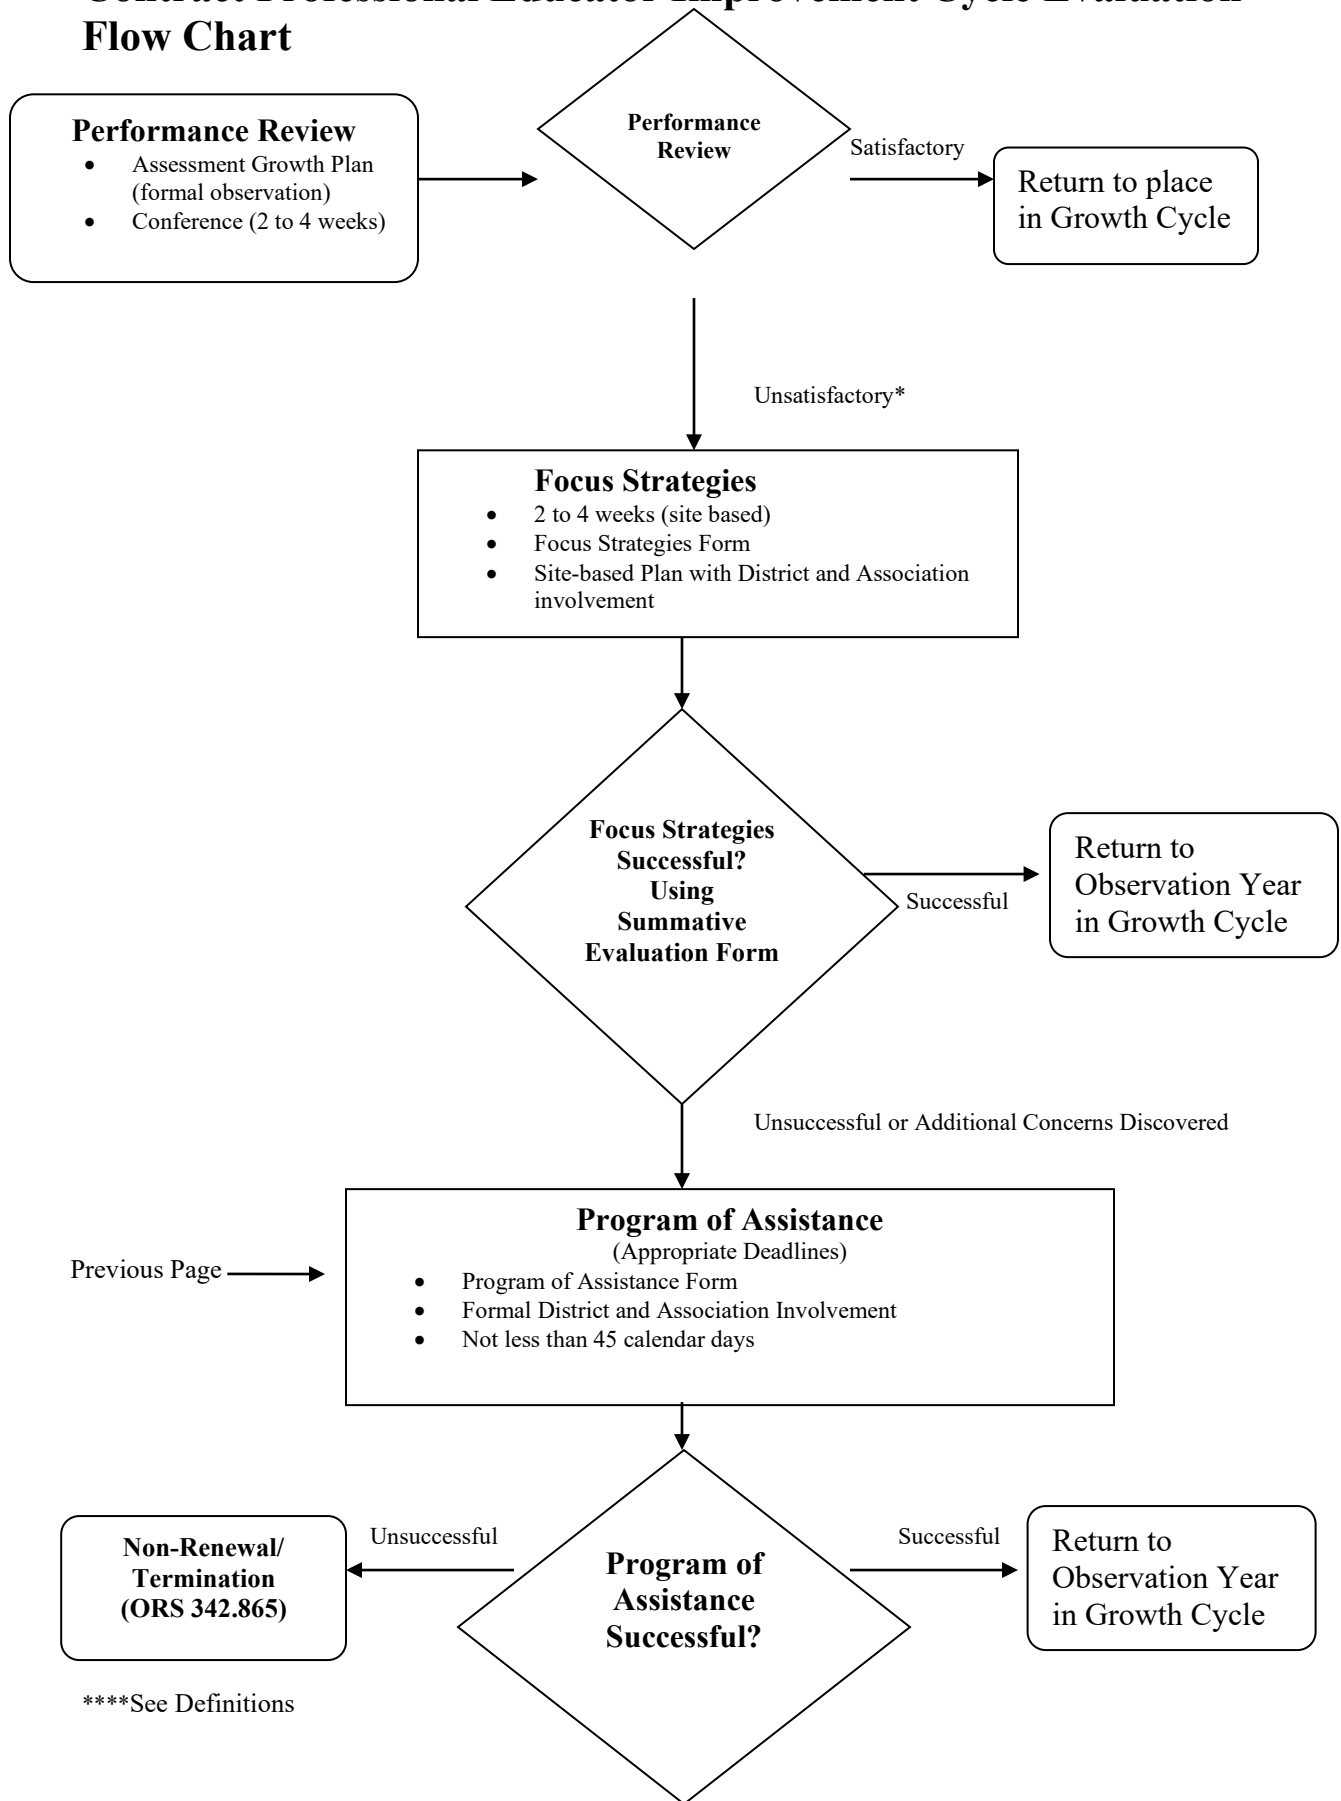 Contract Professional Educator Improvement Cycle Evaluation
Flow Chart
Performance Review
• Assessment Growth Plan
(formal observation)
• Conference (2 to 4 weeks)
Performance
Review
Satisfactory
Return to place
in Growth Cycle
Unsatisfactory*
Focus Strategies
• 2 to 4 weeks (site based)
• Focus Strategies Form
• Site-based Plan with District and Association
involvement
Focus Strategies
Successful?
Using
Summative
Evaluation Form
Successful
Return to
Observation Year
in Growth Cycle
Unsuccessful or Additional Concerns Discovered
Program of Assistance
(Appropriate Deadlines)
Previous Page
• Program of Assistance Form
• Formal District and Association Involvement
• Not less than 45 calendar days
Non-Renewal/
Termination
(ORS 342.865)
Unsuccessful
Program of
Assistance
Successful?
Successful
Return to
Observation Year
in Growth Cycle
****See Definitions